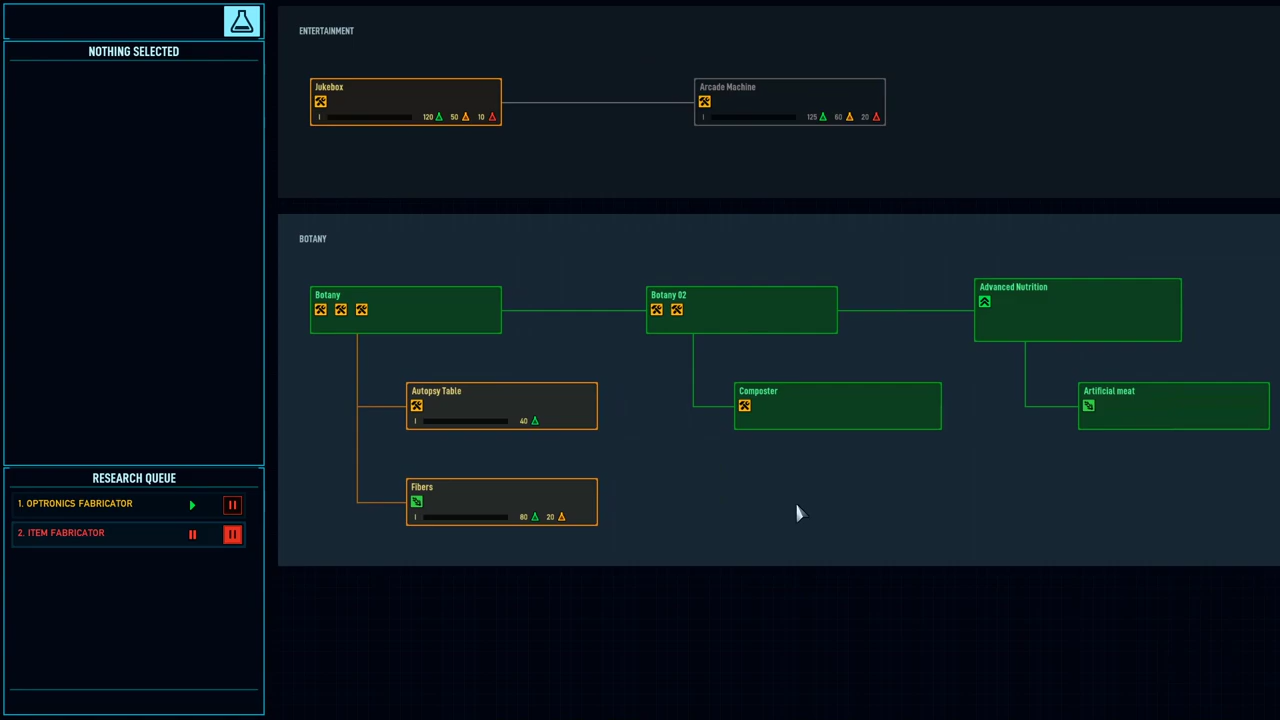 NOTHING SELECTED
ENTERTAINMENT
Jukebox
I 120 50 10
Arcade Machine
I 125 60 20
BOTANY
Botany
Botany 02
Advanced Nutrition
Autopsy Table
I 40
Composter
Artificial meat
Fibers
I 80 20
RESEARCH QUEUE
1. OPTRONICS FABRICATOR
2. ITEM FABRICATOR